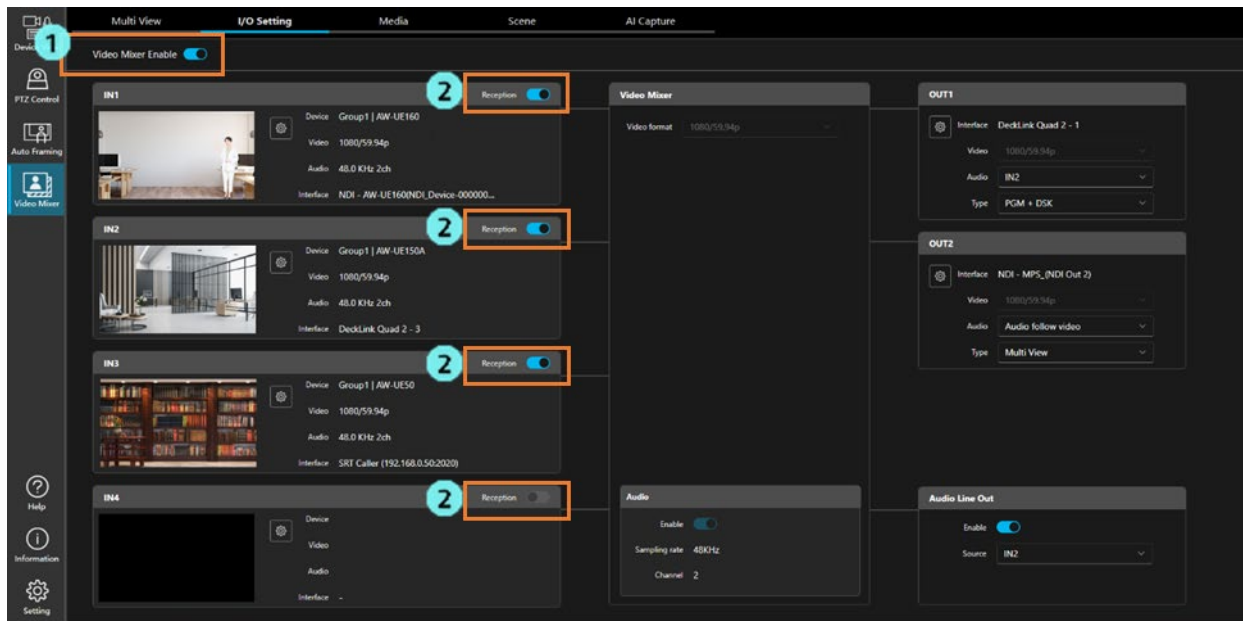 Multi View
I/O Setting
Media
Scene
AI Capture
1
Video Mixer Enable
PTZ Control
Auto Framing
Video Mixer
Help
Information
Setting
IN1
2
Reception
Device Group1 | AW-UE160
Video 1080/59.94p
Audio 48.0 KHz 2ch
Interface NDI - AW-UE160(NDI_Device-000000...
IN2
2
Reception
Device Group1 | AW-UE150A
Video 1080/59.94p
Audio 48.0 KHz 2ch
Interface DeckLink Quad 2 - 3
IN3
2
Reception
Device Group1 | AW-UE50
Video 1080/59.94p
Audio 48.0 KHz 2ch
Interface SRT Caller (192.168.0.50:2020)
IN4
2
Reception
Device
Video
Audio
Interface -
Video Mixer
Video format 1080/59.94p
Audio
Enable
Sampling rate 48KHz
Channel 2
OUT1
Interface DeckLink Quad 2 - 1
Video 1080/59.94p
Audio IN2
Type PGM + DSK
OUT2
Interface NDI - MPS_(NDI Out 2)
Video 1080/59.94p
Audio Audio follow video
Type Multi View
Audio Line Out
Enable
Source IN2